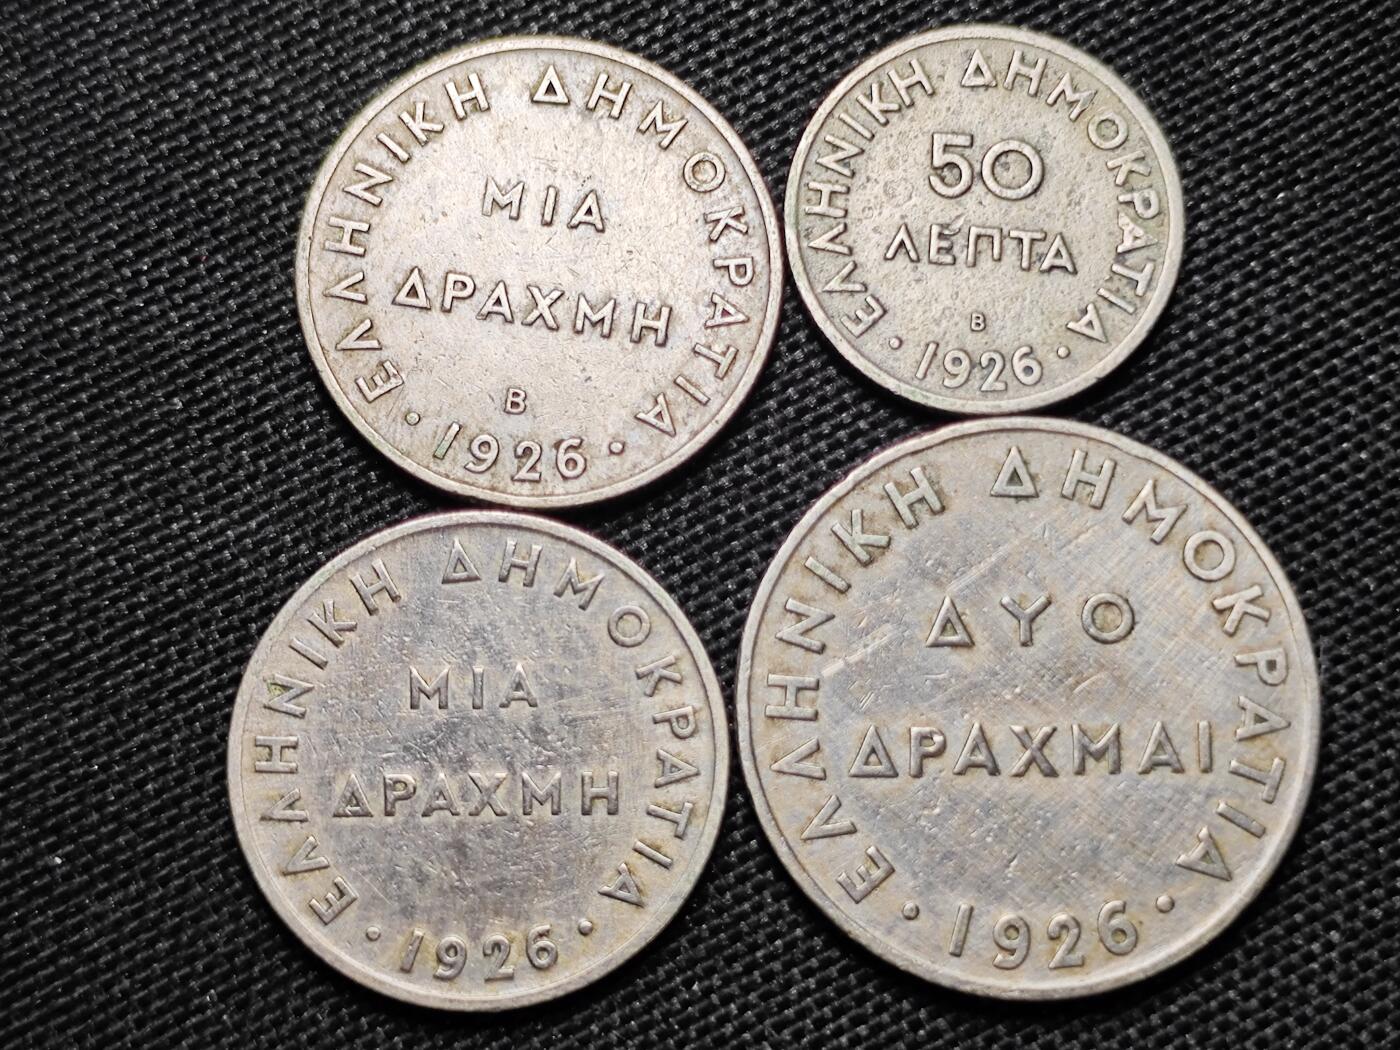 ΕΛΛΗΝΙΚΗ ΔΗΜΟΚΡΑΤΙΑ
ΜΙΑ
ΔΡΑΧΜΗ
Β
· 1926 ·
ΕΛΛΗΝΙΚΗ ΔΗΜΟΚΡΑΤΙΑ
50
ΛΕΠΤΑ
Β
· 1926 ·
ΕΛΛΗΝΙΚΗ ΔΗΜΟΚΡΑΤΙΑ
ΜΙΑ
ΔΡΑΧΜΗ
· 1926 ·
ΕΛΛΗΝΙΚΗ ΔΗΜΟΚΡΑΤΙΑ
ΔΥΟ
ΔΡΑΧΜΑΙ
· 1926 ·